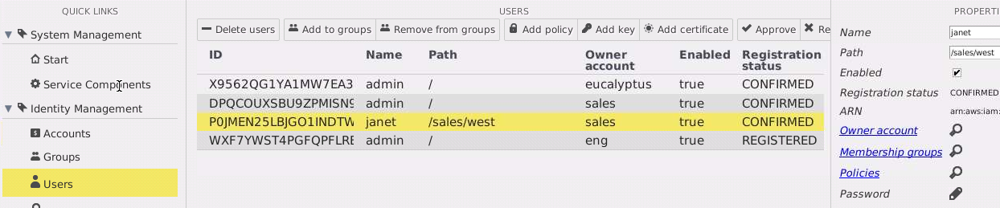 QUICK LINKS
System Management
Start
Service Components
Identity Management
Accounts
Groups
Users
USERS
Delete users Add to groups Remove from groups Add policy Add key Add certificate Approve Re
ID Name Path Owner account Enabled Registration status
X9562QG1YA1MW7EA3 admin / eucalyptus true CONFIRMED
DPQCOUXSBU9ZPMISN9 admin / sales true CONFIRMED
P0JMEN25LBJGO1INDTW janet /sales/west sales true CONFIRMED
WXF7YWST4PGFQPFLRE admin / eng true REGISTERED
PROPERTI
Name janet
Path /sales/west
Enabled
Registration status CONFIRMED
ARN arn:aws:iam:
Owner account
Membership groups
Policies
Password